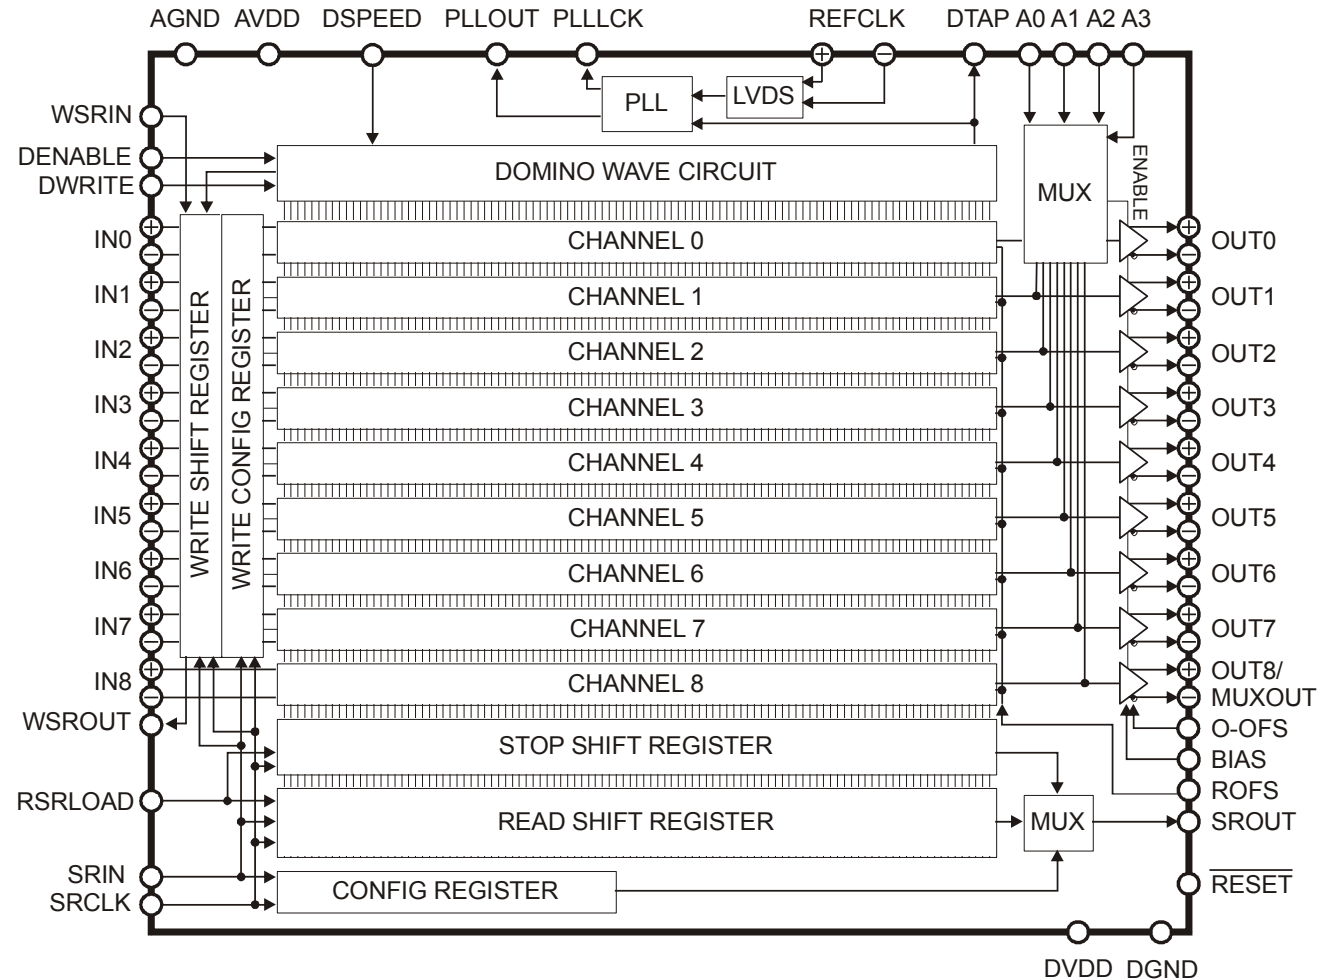 AGND AVDD DSPEED PLLOUT PLLLCK REFCLK DTAP A0 A1 A2 A3
PLL
LVDS
WSRIN
DENABLE
DWRITE
DOMINO WAVE CIRCUIT
MUX
ENABLE
WRITE SHIFT REGISTER
WRITE CONFIG REGISTER
IN0
CHANNEL 0
OUT0
IN1
CHANNEL 1
OUT1
IN2
CHANNEL 2
OUT2
IN3
CHANNEL 3
OUT3
IN4
CHANNEL 4
OUT4
IN5
CHANNEL 5
OUT5
IN6
CHANNEL 6
OUT6
IN7
CHANNEL 7
OUT7
IN8
CHANNEL 8
OUT8/
MUXOUT
WSROUT
STOP SHIFT REGISTER
O-OFS
BIAS
RSRLOAD
ROFS
READ SHIFT REGISTER
MUX
SROUT
SRIN
SRCLK
CONFIG REGISTER
RESET
DVDD DGND